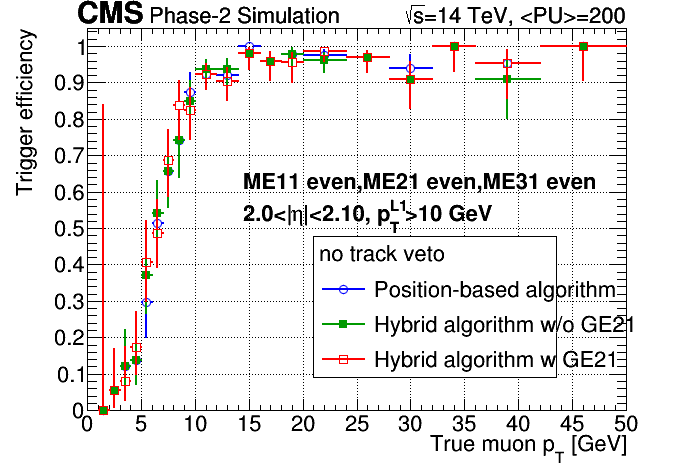 CMS Phase-2 Simulation √s=14 TeV, <PU>=200
Trigger efficiency
1
0.9
0.8
0.7
0.6
0.5
0.4
0.3
0.2
0.1
0
ME11 even,ME21 even,ME31 even
2.0<|η|<2.10, p_T^L1>10 GeV
no track veto
Position-based algorithm
Hybrid algorithm w/o GE21
Hybrid algorithm w GE21
0 5 10 15 20 25 30 35 40 45 50
True muon p_T [GeV]